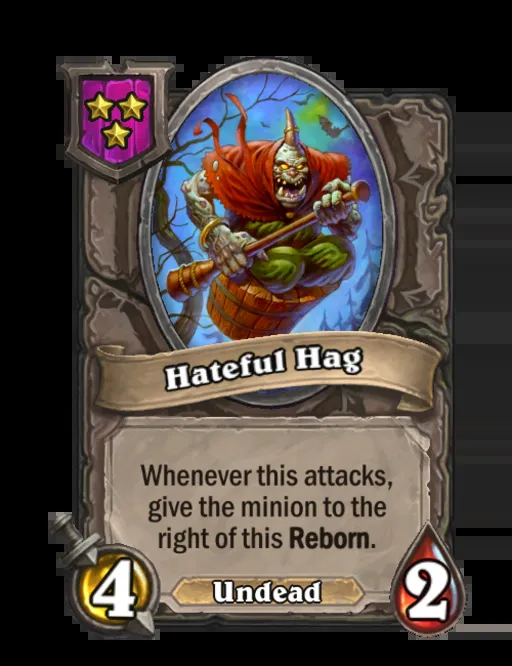 Hateful Hag
Whenever this attacks,
give the minion to the
right of this Reborn.
4
Undead
2